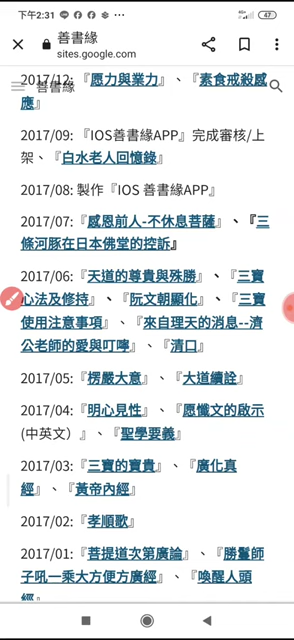 下午2:31
47
善書緣
sites.google.com
善書緣
2017/12: 『愿力與業力』、『素食戒殺感
應』
2017/09: 『IOS善書緣APP』完成審核/上
架、『白水老人回憶錄』
2017/08: 製作『IOS 善書緣APP』
2017/07: 『感恩前人-不休息菩薩』、『三
條河豚在日本佛堂的控訴』
2017/06: 『天道的尊貴與殊勝』、『三寶
心法及修持』、『阮文朝顯化』、『三寶
使用注意事項』、『來自理天的消息--濟
公老師的愛與叮嚀』、『清口』
2017/05: 『楞嚴大意』、『大道續詮』
2017/04: 『明心見性』、『愿懺文的啟示
(中英文）』、『聖學要義』
2017/03: 『三寶的寶貴』、『廣化真
經』、『黃帝內經』
2017/02: 『孝順歌』
2017/01: 『菩提道次第廣論』、『勝鬘師
子吼一乘大方便方廣經』、『喚醒人頭
經』